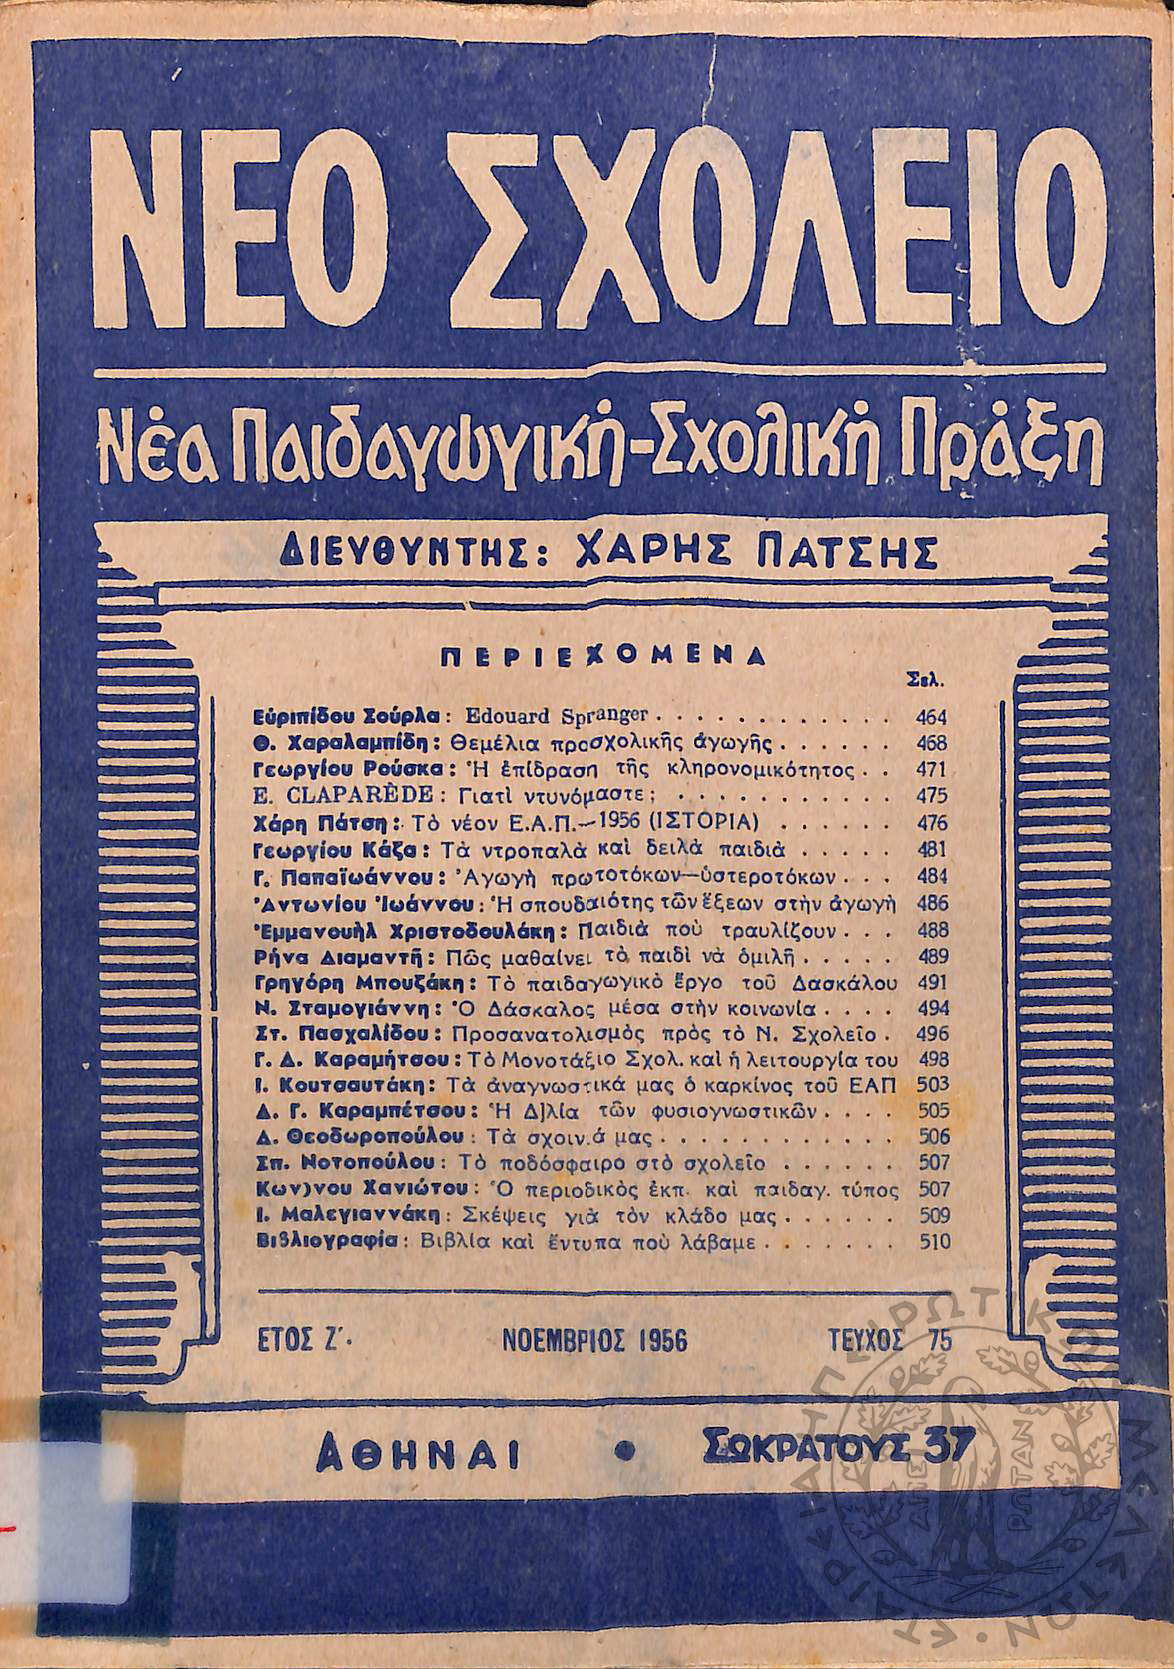 ΝΕΟ ΣΧΟΛΕΙΟ
Νέα Παιδαγωγική-Σχολική Πράξη
ΔΙΕΥΘΥΝΤΗΣ: ΧΑΡΗΣ ΠΑΤΣΗΣ
ΠΕΡΙΕΧΟΜΕΝΑ
Σελ.
Εὐριπίδου Σούρλα: Edouard Spranger . . . . . . . . . . . . 464
Θ. Χαραλαμπίδη: Θεμέλια προσχολικῆς ἀγωγῆς . . . . . . 468
Γεωργίου Ρούσκα: Ἡ ἐπίδραση τῆς κληρονομικότητος . . 471
E. CLAPARÈDE: Γιατὶ ντυνόμαστε; . . . . . . . . . . . 475
Χάρη Πάτση: Τὸ νέον Ε.Α.Π.—1956 (ΙΣΤΟΡΙΑ) . . . . . . 476
Γεωργίου Κάζα: Τὰ ντροπαλὰ καὶ δειλὰ παιδιὰ . . . . . 481
Γ. Παπαϊωάννου: Ἀγωγὴ πρωτοτόκων—ὑστεροτόκων . . . 484
Ἀντωνίου Ἰωάννου: Ἡ σπουδαιότης τῶν ἕξεων στὴν ἀγωγὴ 486
Ἐμμανουὴλ Χριστοδουλάκη: Παιδιὰ ποὺ τραυλίζουν . . . 488
Ρήνα Διαμαντῆ: Πῶς μαθαίνει τὸ παιδὶ νὰ ὁμιλῆ . . . . . 489
Γρηγόρη Μπουζάκη: Τὸ παιδαγωγικὸ ἔργο τοῦ Δασκάλου 491
Ν. Σταμογιάννη: Ὁ Δάσκαλος μέσα στὴν κοινωνία . . . . 494
Στ. Πασχαλίδου: Προσανατολισμὸς πρὸς τὸ Ν. Σχολεῖο . 496
Γ. Δ. Καραμήτσου: Τὸ Μονοτάξιο Σχολ. καὶ ἡ λειτουργία του 498
Ι. Κουτσαυτάκη: Τὰ ἀναγνωστικά μας ὁ καρκίνος τοῦ ΕΑΠ 503
Δ. Γ. Καραμπέτσου: Ἡ Δ)λία τῶν φυσιογνωστικῶν . . . . 505
Δ. Θεοδωροπούλου: Τὰ σχοιν.ά μας . . . . . . . . . . . . 506
Σπ. Νοτοπούλου: Τὸ ποδόσφαιρο στὸ σχολεῖο . . . . . . 507
Κων)νου Χανιώτου: Ὁ περιοδικὸς ἐκπ. καὶ παιδαγ. τύπος 507
Ι. Μαλεγιαννάκη: Σκέψεις γιὰ τὸν κλάδο μας . . . . . . 509
Βιβλιογραφία: Βιβλία καὶ ἔντυπα ποὺ λάβαμε . . . . . . . 510
ΕΤΟΣ Ζ΄. ΝΟΕΜΒΡΙΟΣ 1956 ΤΕΥΧΟΣ 75
ΑΘΗΝΑΙ • ΣΩΚΡΑΤΟΥΣ 37
ΕΤΑΙΡΕΙΑ ΗΠΕΙΡΩΤΙΚΩΝ ΜΕΛΕΤΩΝ
ΑΠΕΙ ΡΩΤΑΝ